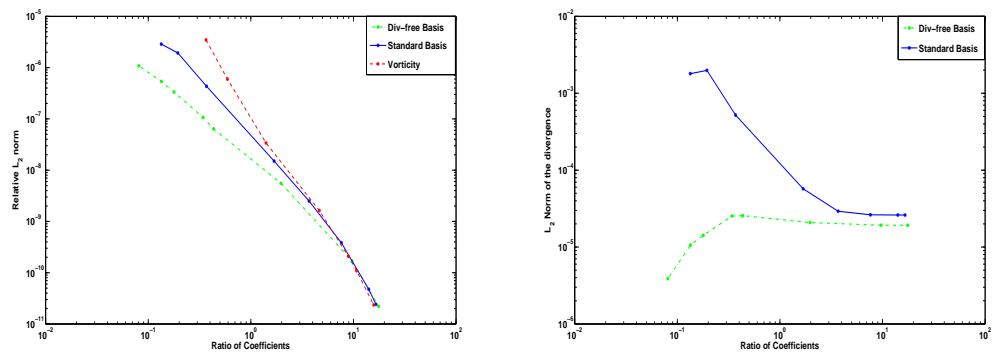 10^-5
10^-6
10^-7
10^-8
10^-9
10^-10
10^-11
10^-2
10^-1
10^0
10^1
10^2
Relative L_2 norm
Ratio of Coefficients
Div-free Basis
Standard Basis
Vorticity
10^-2
10^-3
10^-4
10^-5
10^-6
10^-2
10^-1
10^0
10^1
10^2
L_2 Norm of the divergence
Ratio of Coefficients
Div-free Basis
Standard Basis